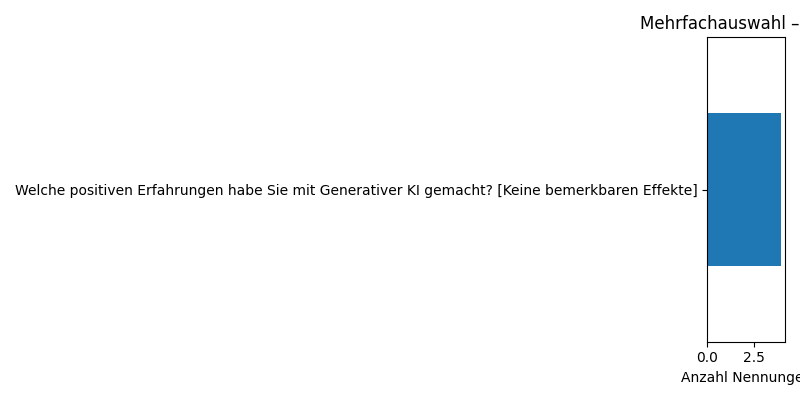 Mehrfachauswahl –
Welche positiven Erfahrungen habe Sie mit Generativer KI gemacht? [Keine bemerkbaren Effekte]
0.0 2.5
Anzahl Nennunge